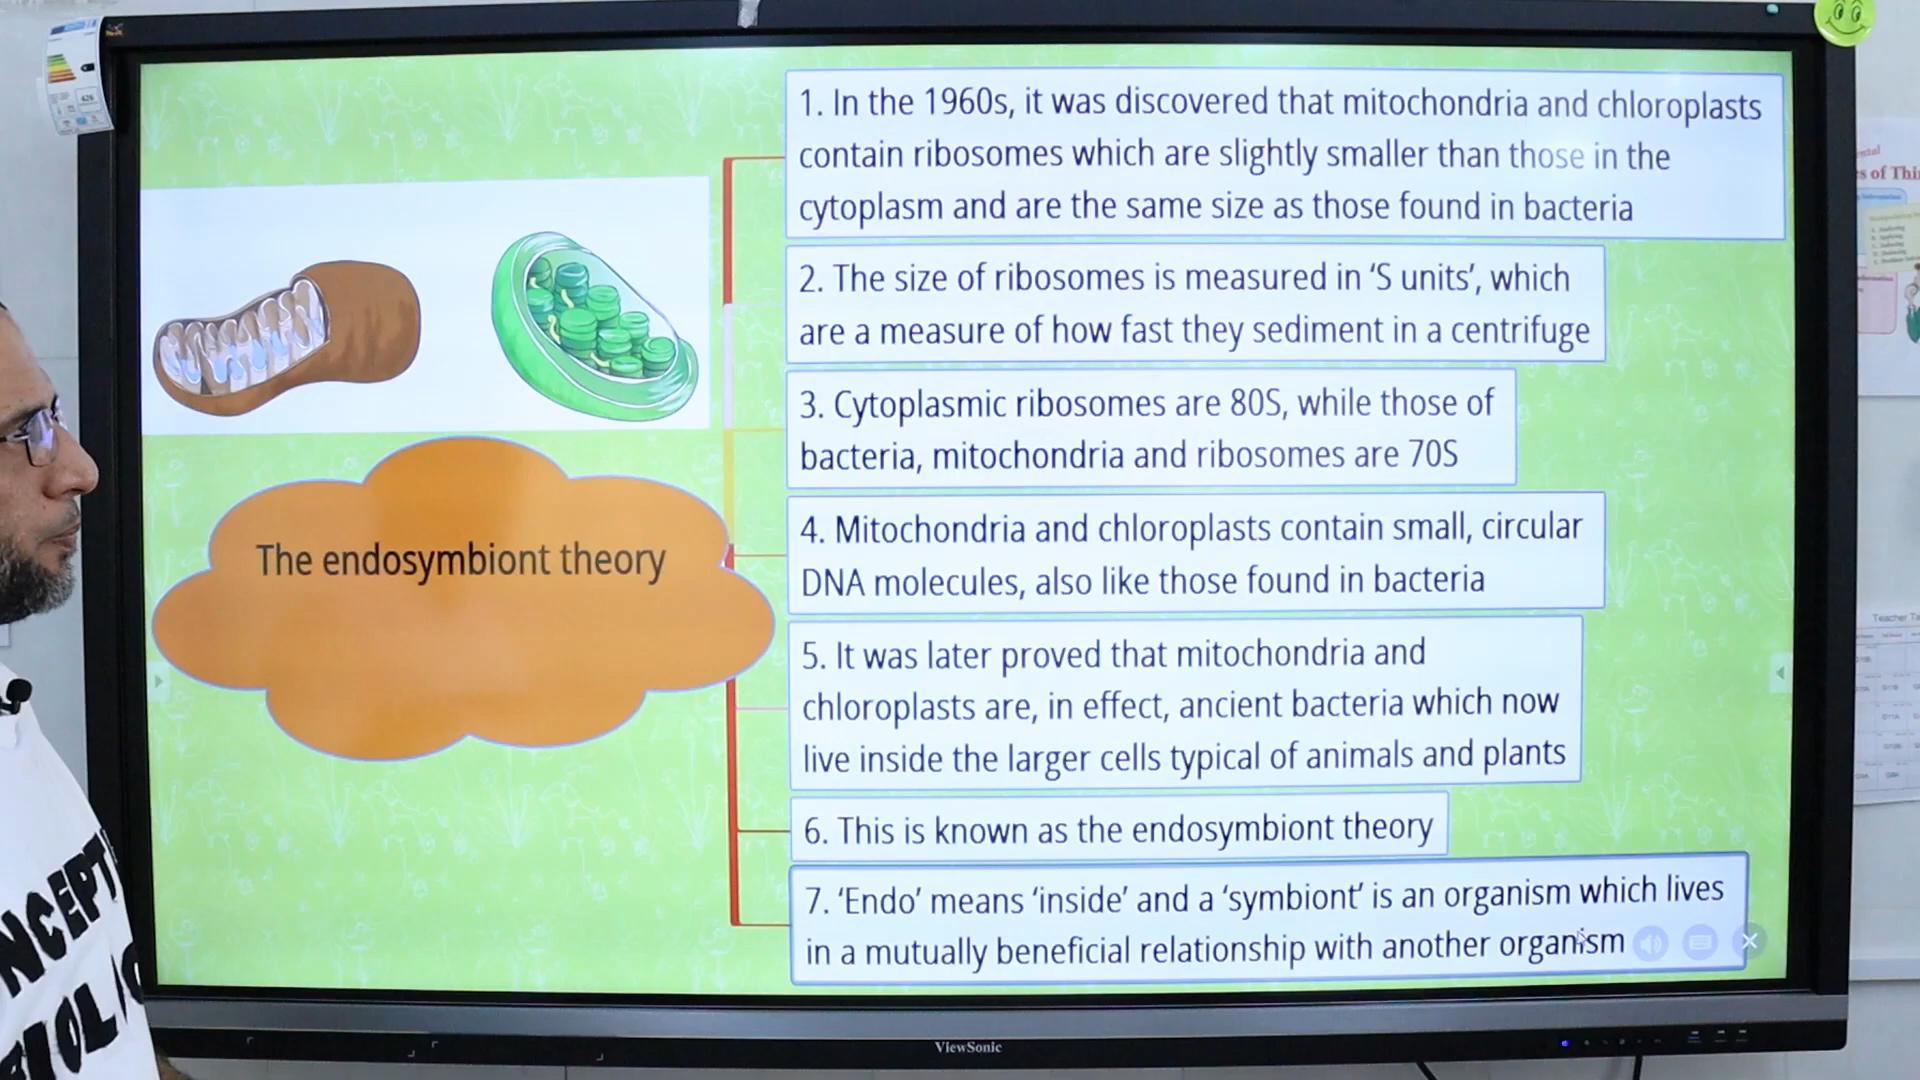 1. In the 1960s, it was discovered that mitochondria and chloroplasts
contain ribosomes which are slightly smaller than those in the
cytoplasm and are the same size as those found in bacteria
2. The size of ribosomes is measured in ‘S units’, which
are a measure of how fast they sediment in a centrifuge
3. Cytoplasmic ribosomes are 80S, while those of
bacteria, mitochondria and ribosomes are 70S
The endosymbiont theory
4. Mitochondria and chloroplasts contain small, circular
DNA molecules, also like those found in bacteria
5. It was later proved that mitochondria and
chloroplasts are, in effect, ancient bacteria which now
live inside the larger cells typical of animals and plants
6. This is known as the endosymbiont theory
7. ‘Endo’ means ‘inside’ and a ‘symbiont’ is an organism which lives
in a mutually beneficial relationship with another organism
ViewSonic
NCEPT
IOL
s of Thi
Teacher Ta